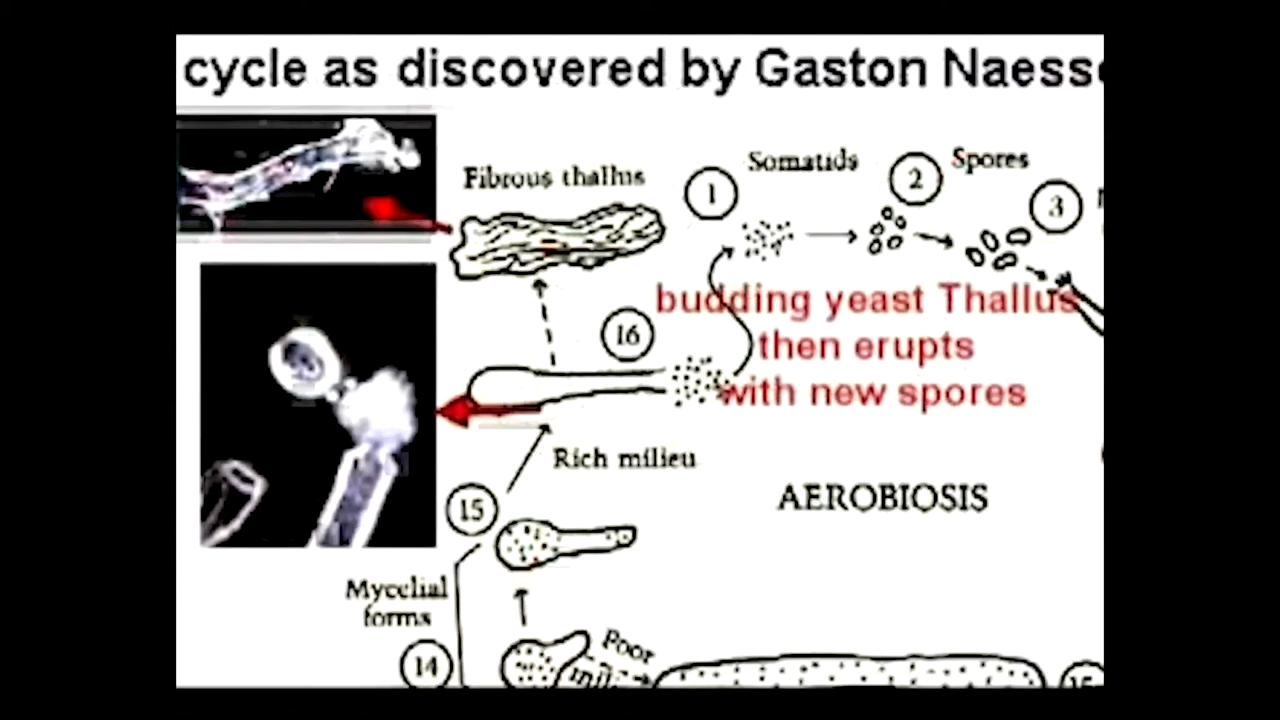 cycle as discovered by Gaston Naess
Fibrous thallus
1
Somatids
2
Spores
3
budding yeast Thallus
then erupts
with new spores
16
Rich milieu
AEROBIOSIS
15
Mycelial
forms
14
Poor